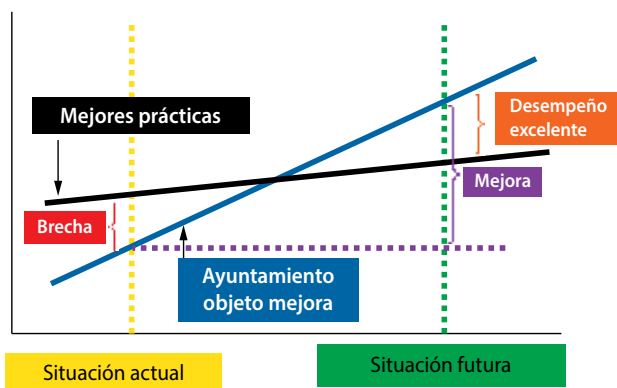 Mejores prácticas
Desempeño
excelente
Mejora
Brecha
Ayuntamiento
objeto mejora
Situación actual
Situación futura